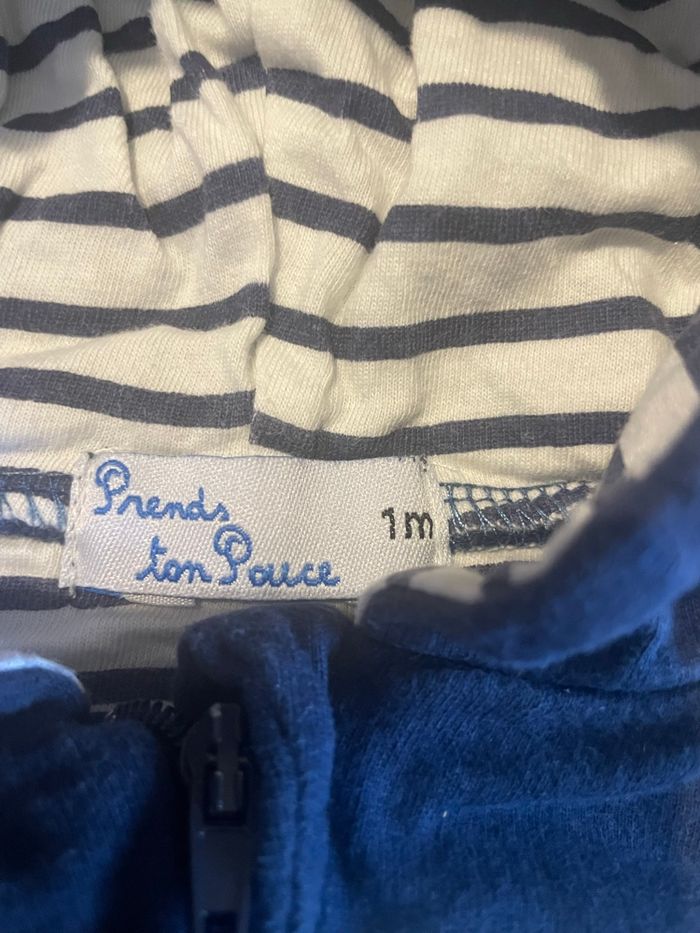 Prends
ton Pouce
1m